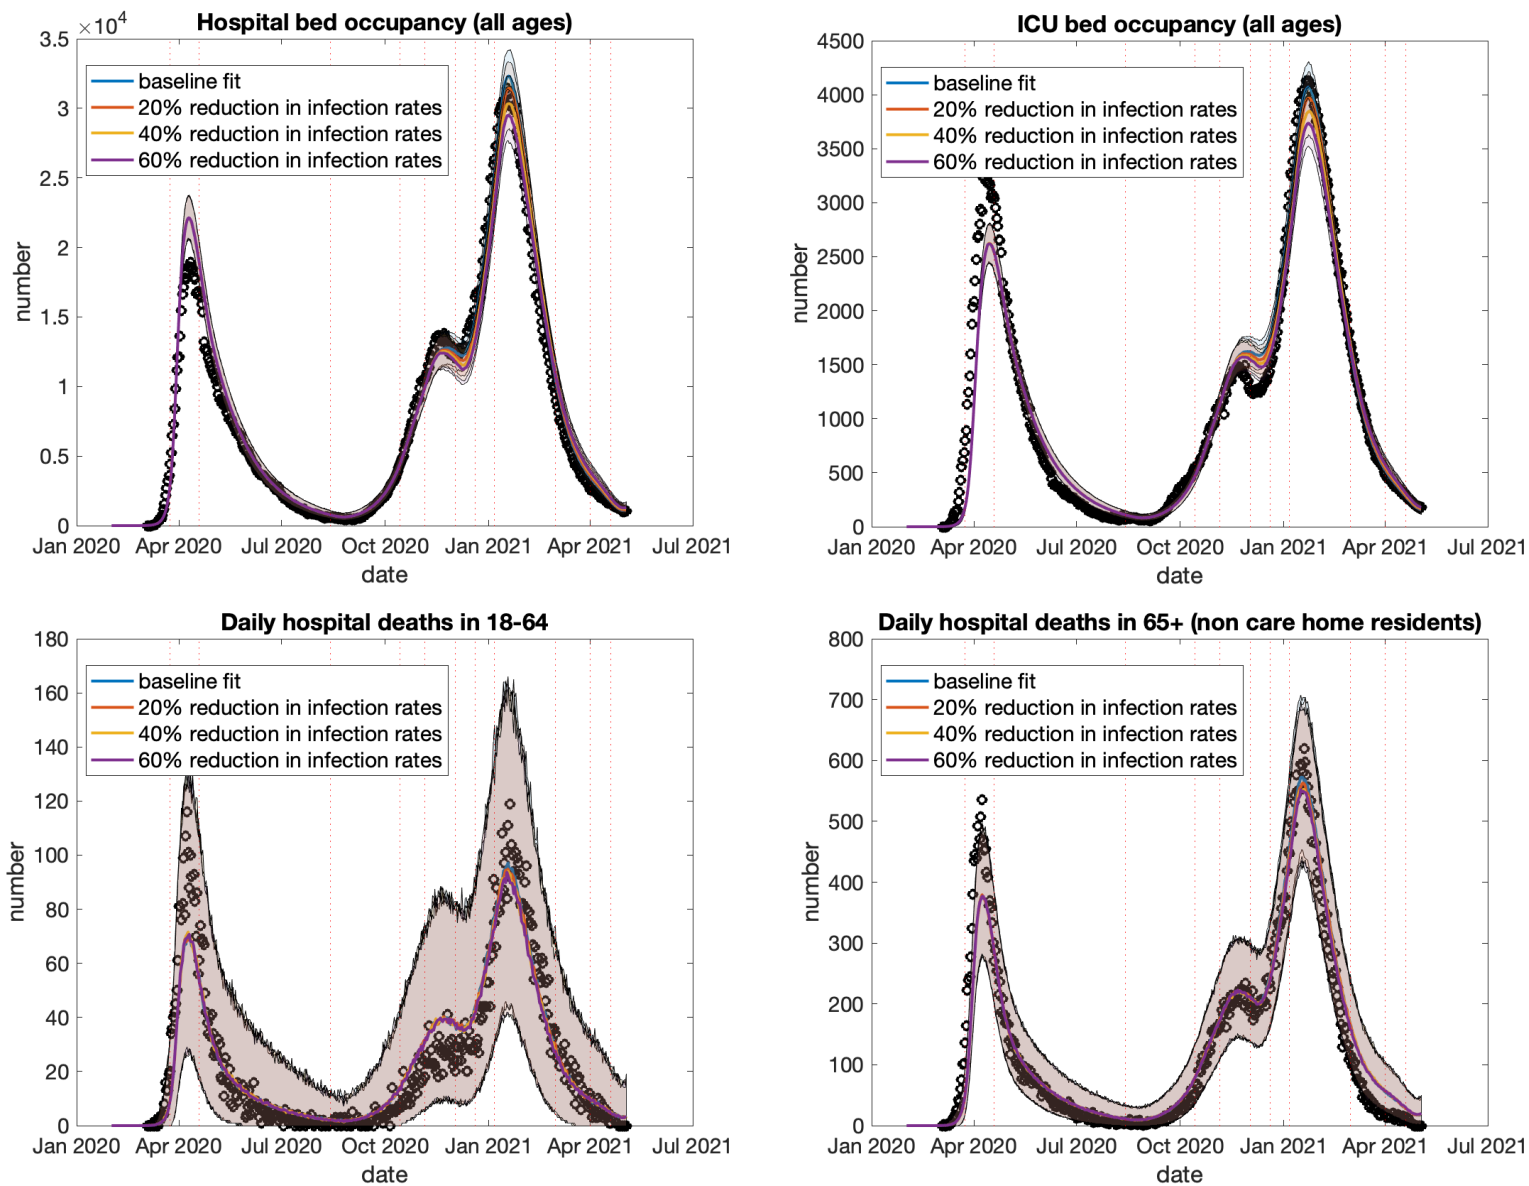 Hospital bed occupancy (all ages)
×10⁴
3.5
3
2.5
2
1.5
1
0.5
0
number
baseline fit
20% reduction in infection rates
40% reduction in infection rates
60% reduction in infection rates
Jan 2020 Apr 2020 Jul 2020 Oct 2020 Jan 2021 Apr 2021 Jul 2021
date
ICU bed occupancy (all ages)
4500
4000
3500
3000
2500
2000
1500
1000
500
0
number
baseline fit
20% reduction in infection rates
40% reduction in infection rates
60% reduction in infection rates
Jan 2020 Apr 2020 Jul 2020 Oct 2020 Jan 2021 Apr 2021 Jul 2021
date
Daily hospital deaths in 18-64
180
160
140
120
100
80
60
40
20
0
number
baseline fit
20% reduction in infection rates
40% reduction in infection rates
60% reduction in infection rates
Jan 2020 Apr 2020 Jul 2020 Oct 2020 Jan 2021 Apr 2021 Jul 2021
date
Daily hospital deaths in 65+ (non care home residents)
800
700
600
500
400
300
200
100
0
number
baseline fit
20% reduction in infection rates
40% reduction in infection rates
60% reduction in infection rates
Jan 2020 Apr 2020 Jul 2020 Oct 2020 Jan 2021 Apr 2021 Jul 2021
date